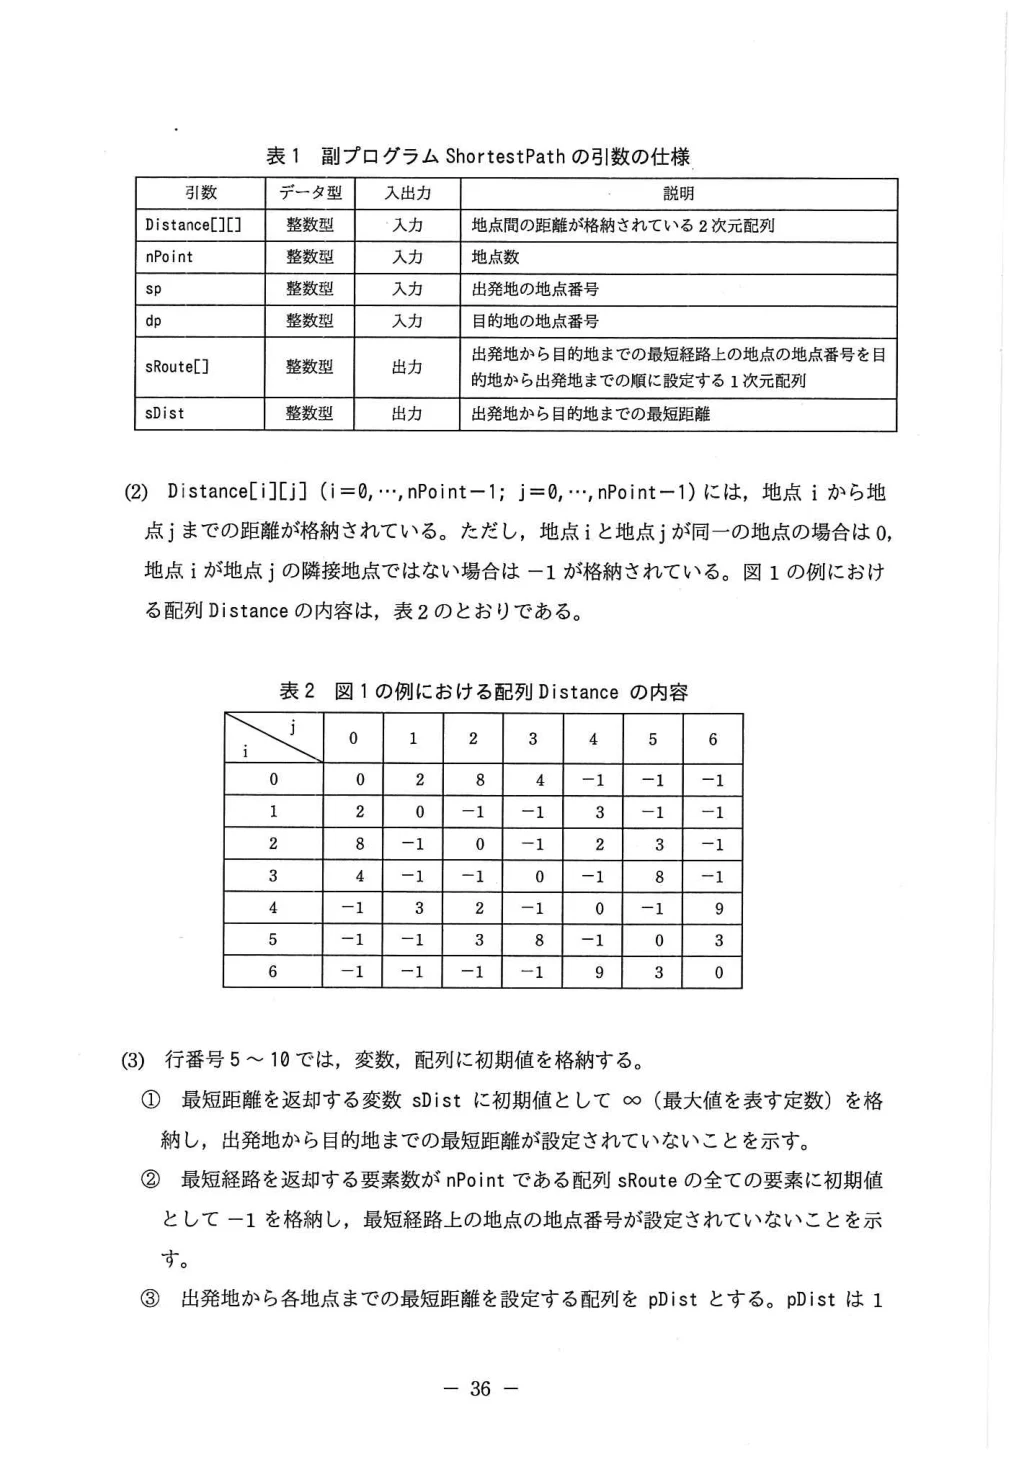 表1　副プログラム ShortestPath の引数の仕様
引数 データ型 入出力 説明
Distance[][] 整数型 入力 地点間の距離が格納されている2次元配列
nPoint 整数型 入力 地点数
sp 整数型 入力 出発地の地点番号
dp 整数型 入力 目的地の地点番号
sRoute[] 整数型 出力 出発地から目的地までの最短経路上の地点の地点番号を目
的地から出発地までの順に設定する1次元配列
sDist 整数型 出力 出発地から目的地までの最短距離
(2)　Distance[i][j]（i＝0,…,nPoint－1; j＝0,…,nPoint－1）には，地点 i から地
点 j までの距離が格納されている。ただし，地点 i と地点 j が同一の地点の場合は 0,
地点 i が地点 j の隣接地点ではない場合は －1 が格納されている。図 1 の例におけ
る配列 Distance の内容は，表 2 のとおりである。
表2　図1の例における配列 Distance の内容
j
i 0 1 2 3 4 5 6
0 0 2 8 4 －1 －1 －1
1 2 0 －1 －1 3 －1 －1
2 8 －1 0 －1 2 3 －1
3 4 －1 －1 0 －1 8 －1
4 －1 3 2 －1 0 －1 9
5 －1 －1 3 8 －1 0 3
6 －1 －1 －1 －1 9 3 0
(3)　行番号 5～10 では，変数，配列に初期値を格納する。
①　最短距離を返却する変数 sDist に初期値として ∞（最大値を表す定数）を格
納し，出発地から目的地までの最短距離が設定されていないことを示す。
②　最短経路を返却する要素数が nPoint である配列 sRoute の全ての要素に初期値
として －1 を格納し，最短経路上の地点の地点番号が設定されていないことを示
す。
③　出発地から各地点までの最短距離を設定する配列を pDist とする。pDist は 1
－ 36 －